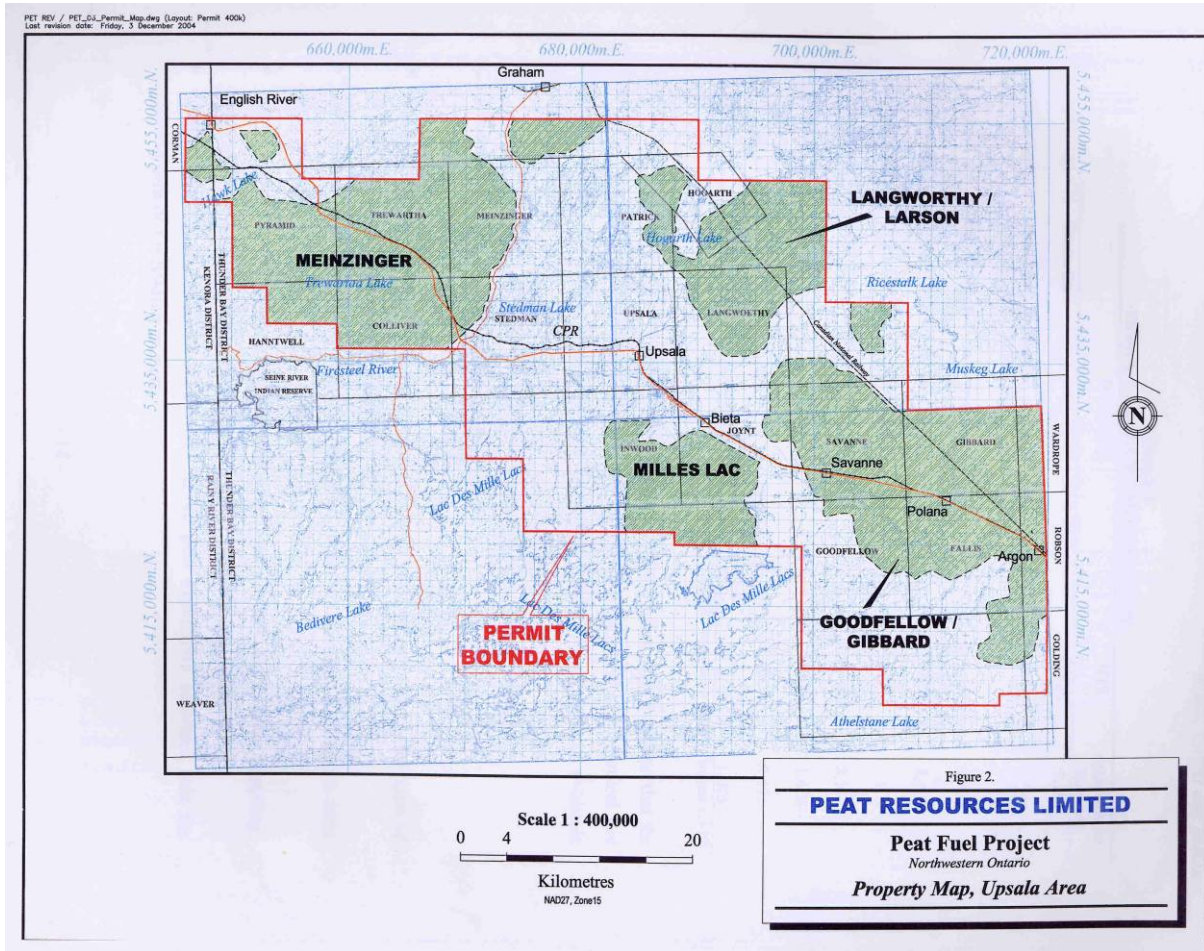 PET REV / PET_GJ_Permit_Map.dwg (Layout: Permit 400k)
Last revision date: Friday, 3 December 2004
660,000m.E.
680,000m.E.
700,000m.E.
720,000m.E.
Graham
English River
5,455,000m.N.
5,455,000m.N.
CORMAN
Hawk Lake
HOGARTH
LANGWORTHY /
LARSON
PYRAMID
TREWARTHA
MEINZINGER
PATRICK
Hogarth Lake
MEINZINGER
Trewartha Lake
THUNDER BAY DISTRICT
KENORA DISTRICT
Ricestalk Lake
Stedman Lake
STEDMAN
COLLIVER
CPR
UPSALA
LANGWORTHY
Canadian National Railway
HANNTWELL
5,435,000m.N.
5,435,000m.N.
Upsala
Firesteel River
Muskeg Lake
SEINE RIVER
INDIAN RESERVE
Bieta
JOYNT
INWOOD
SAVANNE
GIBBARD
WARDROPE
MILLES LAC
Savanne
Lac Des Mille Lacs
THUNDER BAY DISTRICT
RAINY RIVER DISTRICT
Polana
GOODFELLOW
FALLIS
Argon
ROBSON
5,415,000m.N.
5,415,000m.N.
Lac Des Mille Lacs
Lac Des Mille Lacs
Bedivere Lake
PERMIT
BOUNDARY
GOODFELLOW /
GIBBARD
GOLDING
WEAVER
Athelstane Lake
N
Scale 1 : 400,000
0 4 20
Kilometres
NAD27, Zone15
Figure 2.
PEAT RESOURCES LIMITED
Peat Fuel Project
Northwestern Ontario
Property Map, Upsala Area